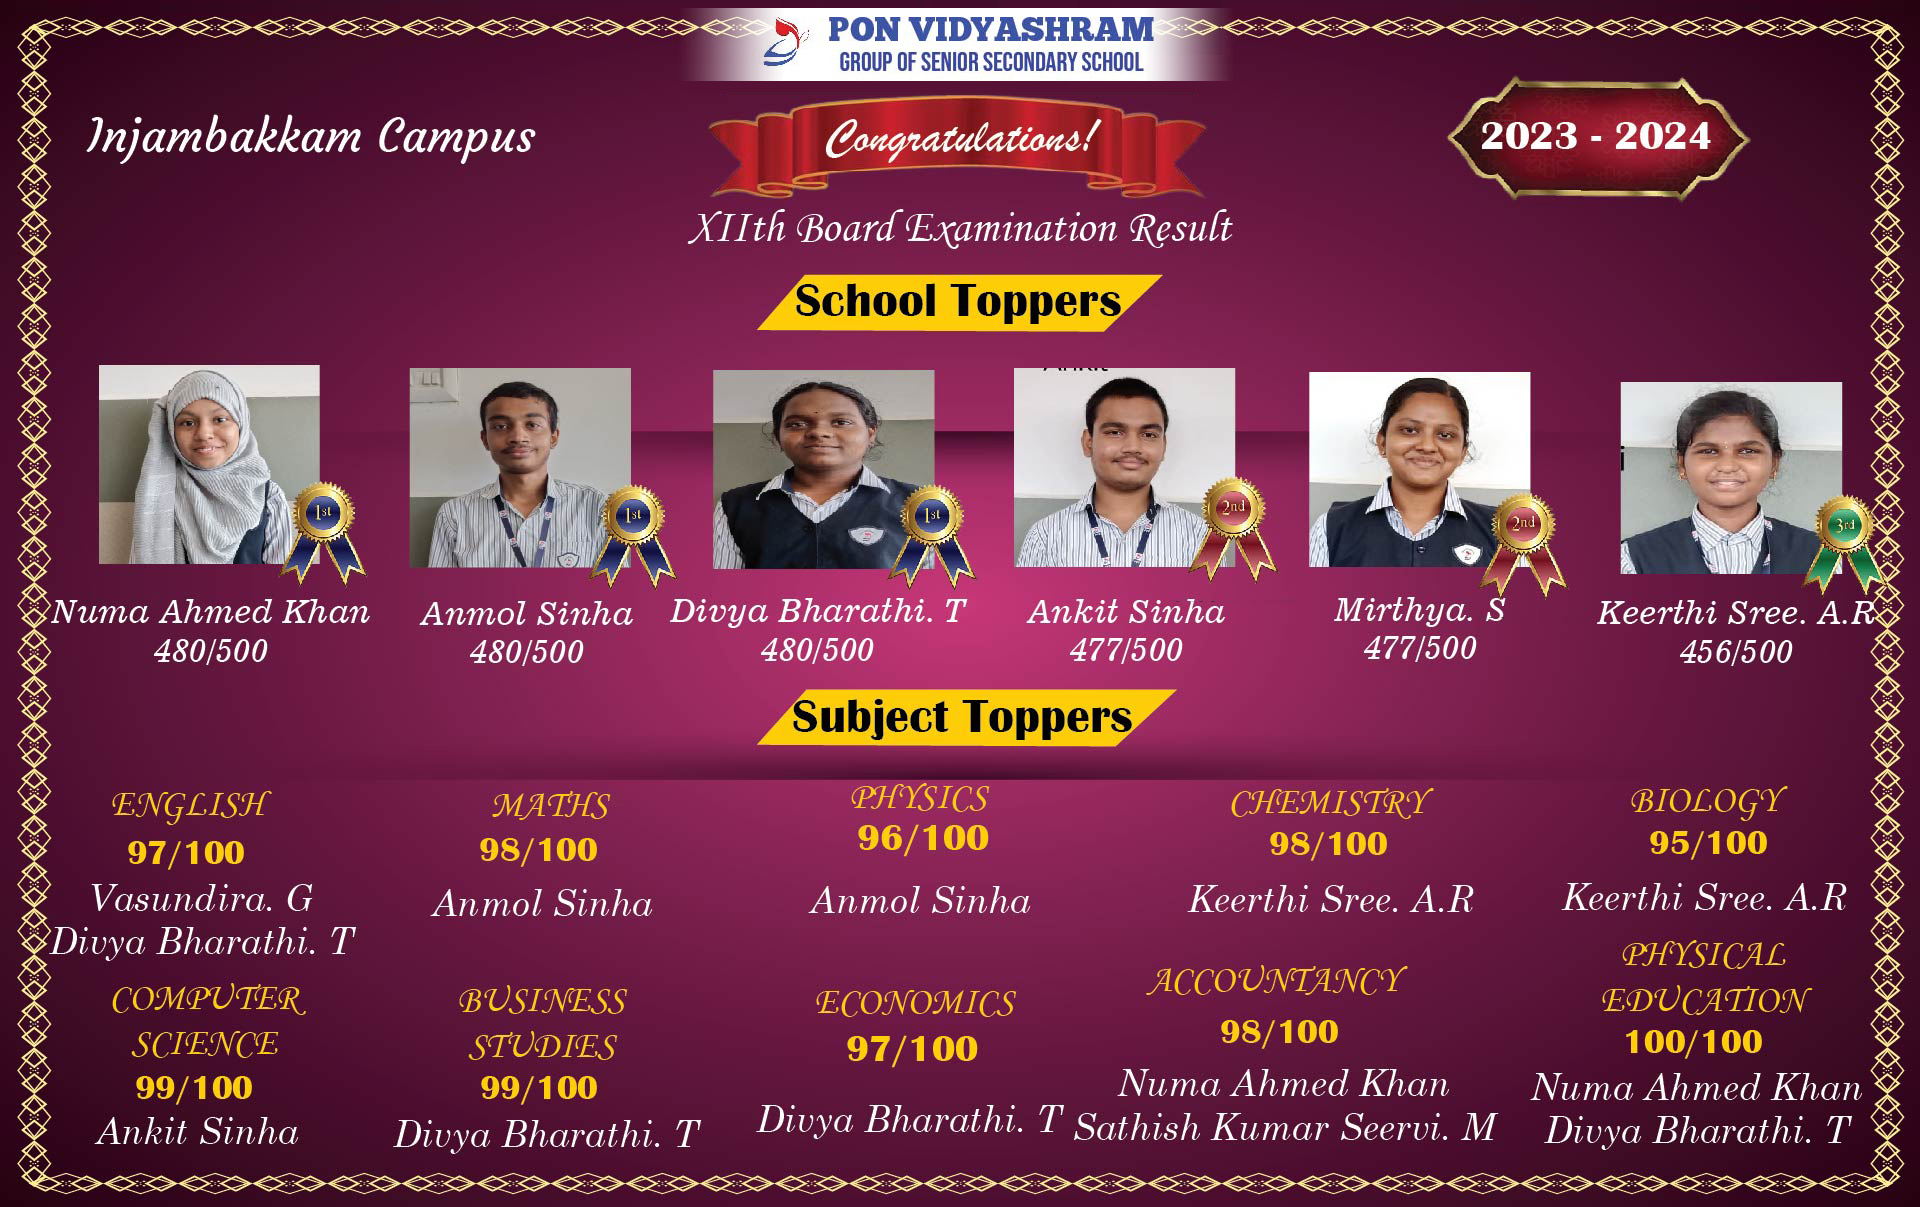 PON VIDYASHRAM
GROUP OF SENIOR SECONDARY SCHOOL
Injambakkam Campus
Congratulations!
2023 - 2024
XIIth Board Examination Result
School Toppers
1st
1st
1st
2nd
2nd
3rd
Numa Ahmed Khan
480/500
Anmol Sinha
480/500
Divya Bharathi. T
480/500
Ankit Sinha
477/500
Mirthya. S
477/500
Keerthi Sree. A.R
456/500
Subject Toppers
ENGLISH
97/100
Vasundira. G
Divya Bharathi. T
MATHS
98/100
Anmol Sinha
PHYSICS
96/100
Anmol Sinha
CHEMISTRY
98/100
Keerthi Sree. A.R
BIOLOGY
95/100
Keerthi Sree. A.R
COMPUTER
SCIENCE
99/100
Ankit Sinha
BUSINESS
STUDIES
99/100
Divya Bharathi. T
ECONOMICS
97/100
Divya Bharathi. T
ACCOUNTANCY
98/100
Numa Ahmed Khan
Sathish Kumar Seervi. M
PHYSICAL
EDUCATION
100/100
Numa Ahmed Khan
Divya Bharathi. T